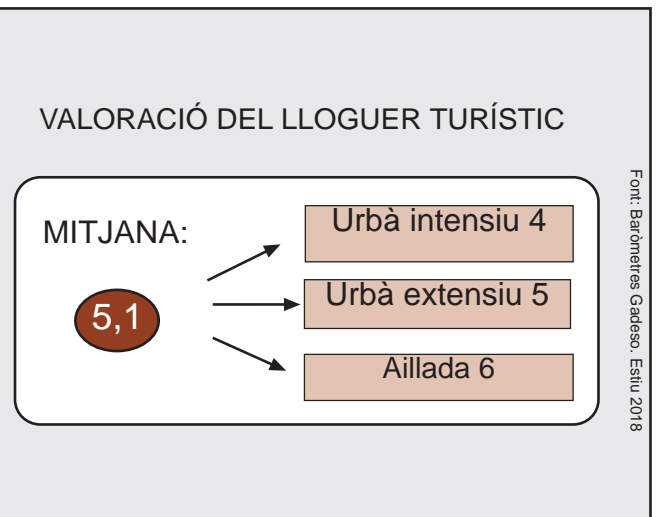 VALORACIÓ DEL LLOGUER TURÍSTIC
MITJANA:
5,1
Urbà intensiu 4
Urbà extensiu 5
Aillada 6
Font: Baròmetres Gadeso. Estiu 2018